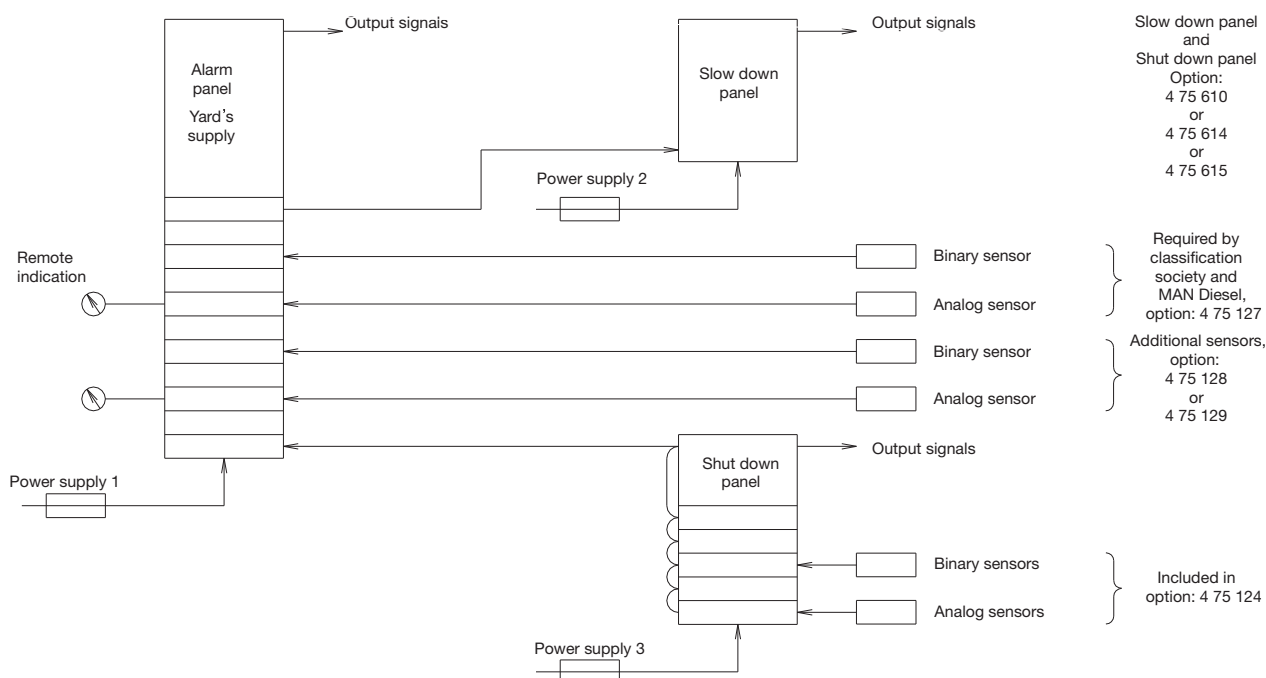 Output signals
Alarm
panel
Yard's
supply
Slow down
panel
Output signals
Slow down panel
and
Shut down panel
Option:
4 75 610
or
4 75 614
or
4 75 615
Power supply 2
Remote
indication
Binary sensor
Analog sensor
Required by
classification
society and
MAN Diesel,
option: 4 75 127
Binary sensor
Analog sensor
Additional sensors,
option:
4 75 128
or
4 75 129
Power supply 1
Shut down
panel
Output signals
Binary sensors
Analog sensors
Included in
option: 4 75 124
Power supply 3